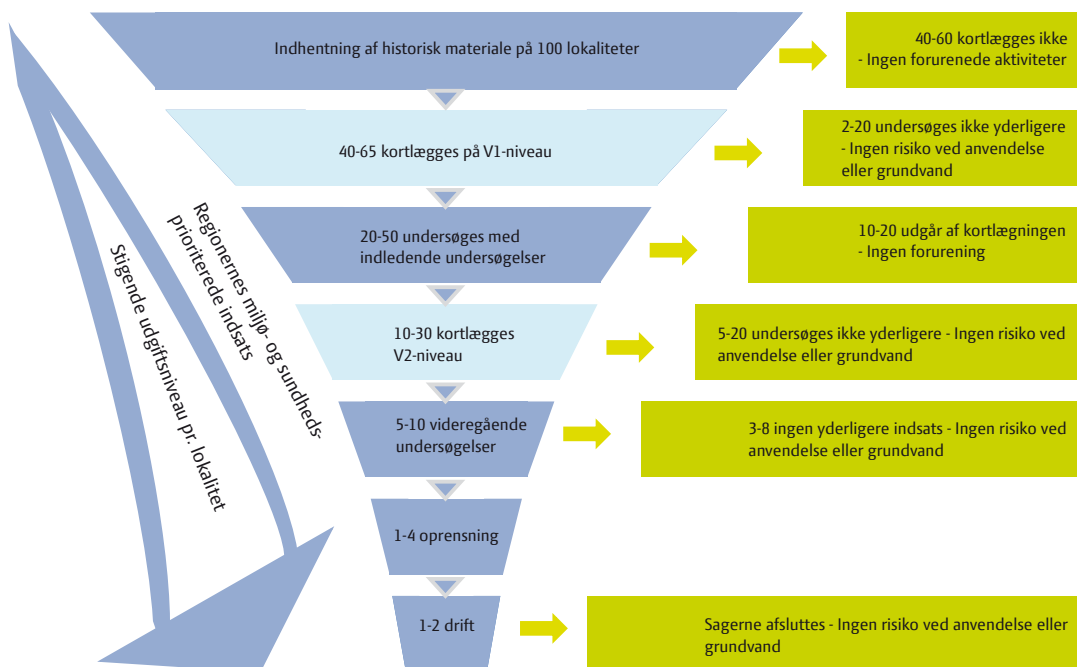 Indhentning af historisk materiale på 100 lokaliteter
40-60 kortlægges ikke
- Ingen forurenede aktiviteter
40-65 kortlægges på V1-niveau
2-20 undersøges ikke yderligere
- Ingen risiko ved anvendelse
eller grundvand
20-50 undersøges med
indledende undersøgelser
10-20 udgår af kortlægningen
- Ingen forurening
10-30 kortlægges
V2-niveau
5-20 undersøges ikke yderligere - Ingen risiko ved
anvendelse eller grundvand
5-10 videregående
undersøgelser
3-8 ingen yderligere indsats - Ingen risiko ved
anvendelse eller grundvand
1-4 oprensning
1-2 drift
Sagerne afsluttes - Ingen risiko ved anvendelse eller
grundvand
Regionernes miljø- og sundheds-
prioriterede indsats
Stigende udgiftsniveau pr. lokalitet